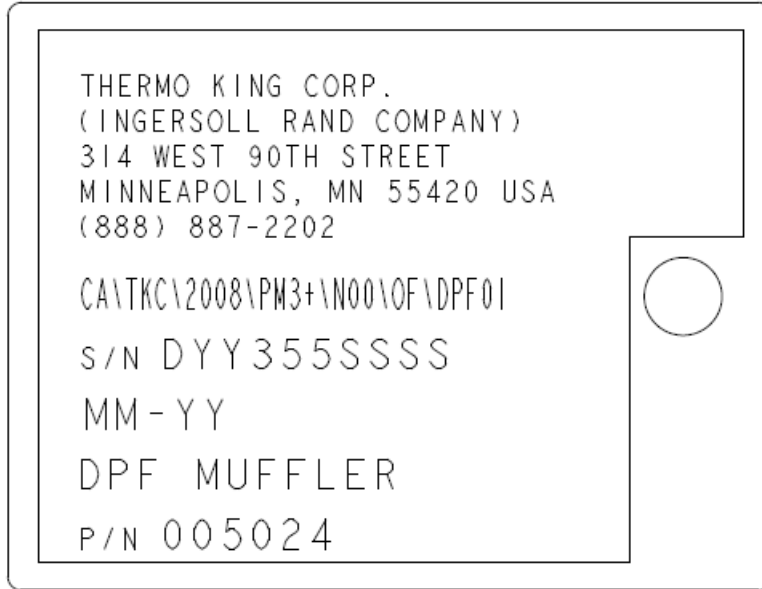 THERMO KING CORP.
(INGERSOLL RAND COMPANY)
314 WEST 90TH STREET
MINNEAPOLIS, MN 55420 USA
(888) 887-2202
CA\TKC\2008\PM3+\N00\OF\DPF01
S/N DYY355SSSS
MM-YY
DPF MUFFLER
P/N 005024